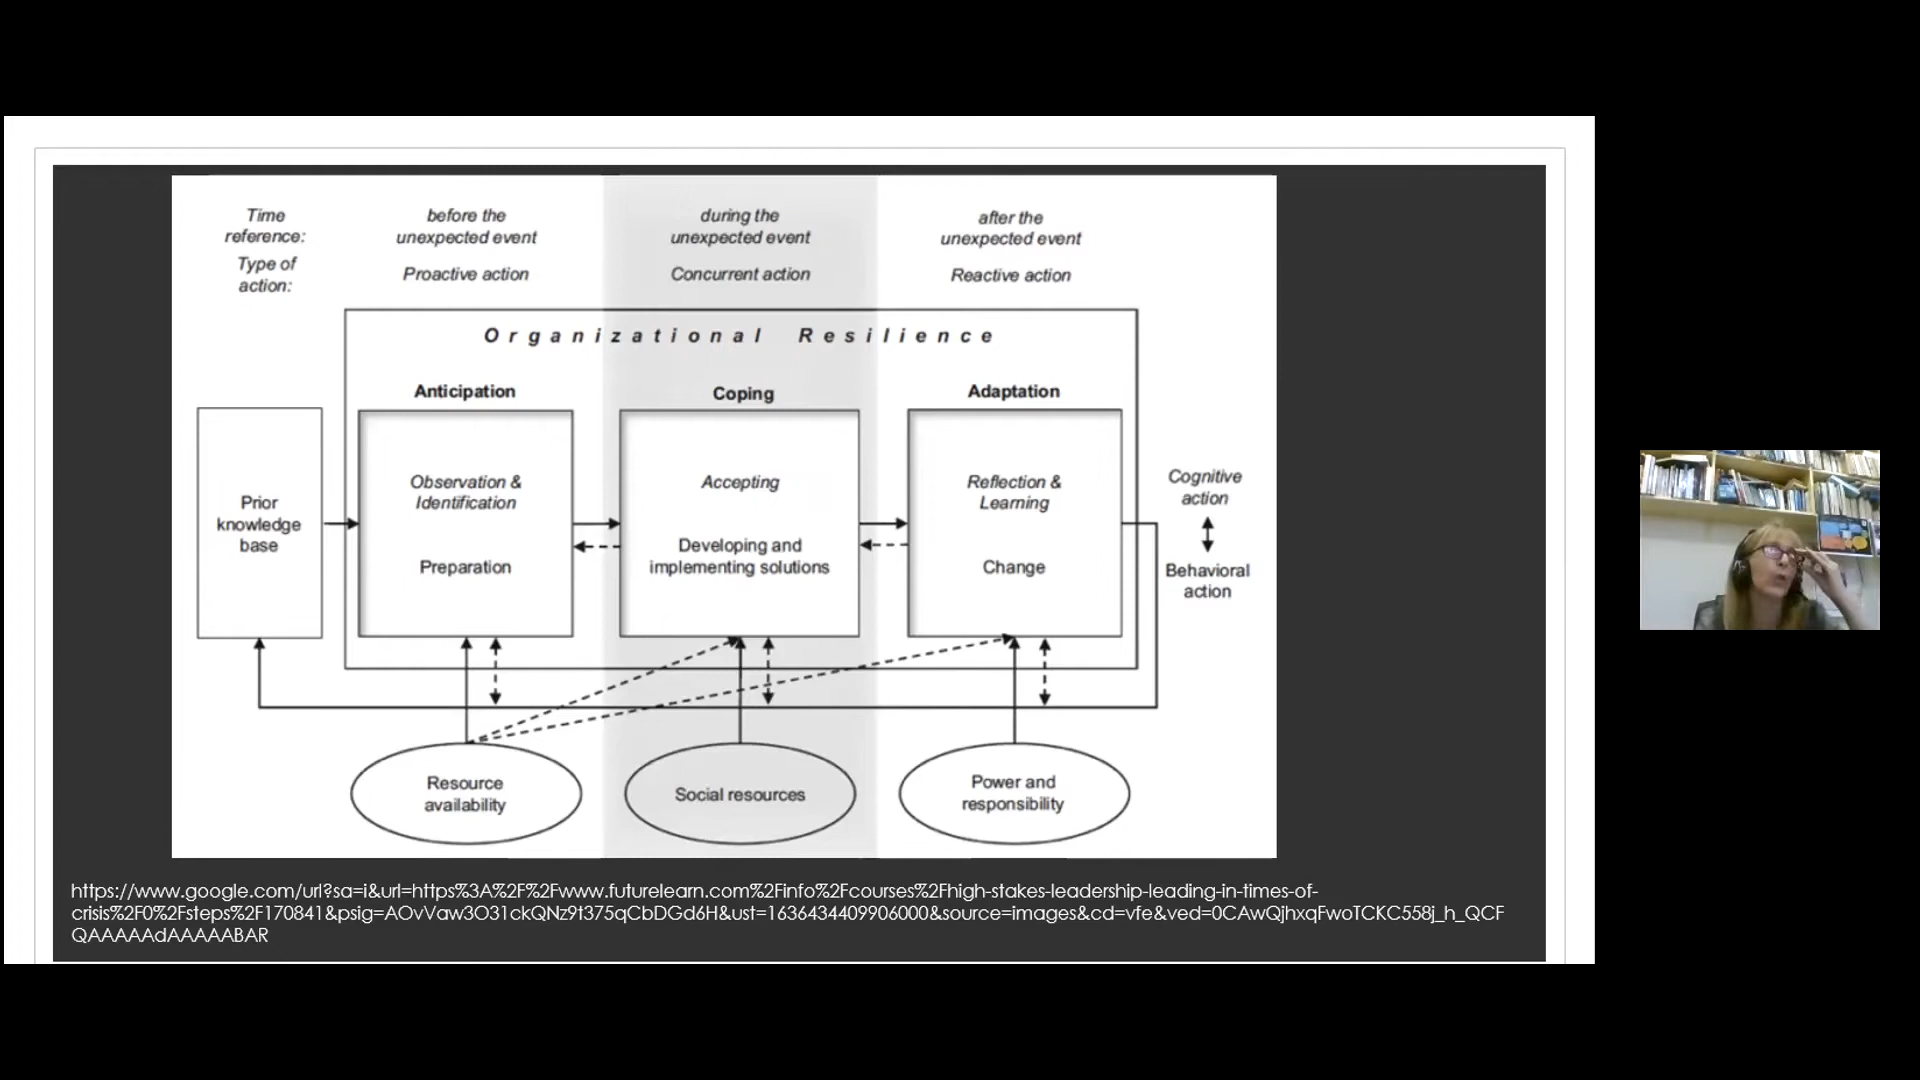 Time
reference:
before the
unexpected event
during the
unexpected event
after the
unexpected event
Type of
action:
Proactive action
Concurrent action
Reactive action
Organizational Resilience
Anticipation
Coping
Adaptation
Prior
knowledge
base
Observation &
Identification
Preparation
Accepting
Developing and
implementing solutions
Reflection &
Learning
Change
Cognitive
action
Behavioral
action
Resource
availability
Social resources
Power and
responsibility
https://www.google.com/url?sa=i&url=https%3A%2F%2Fwww.futurelearn.com%2Finfo%2Fcourses%2Fhigh-stakes-leadership-leading-in-times-of-
crisis%2F0%2Fsteps%2F170841&psig=AOvVaw3O31ckQNz9t375qCbDGd6H&ust=1636434409906000&source=images&cd=vfe&ved=0CAwQjhxqFwoTCKC558j_h_QCF
QAAAAAdAAAAABAR